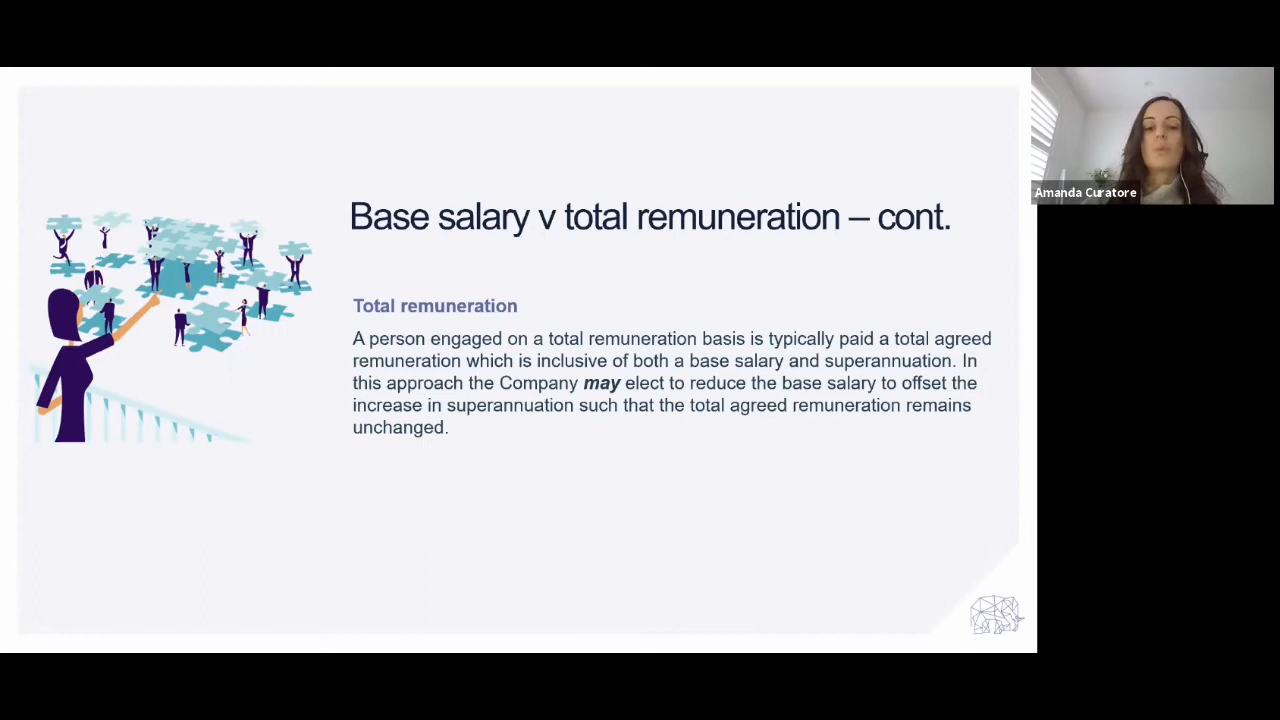 Base salary v total remuneration – cont.
Total remuneration
A person engaged on a total remuneration basis is typically paid a total agreed
remuneration which is inclusive of both a base salary and superannuation. In
this approach the Company may elect to reduce the base salary to offset the
increase in superannuation such that the total agreed remuneration remains
unchanged.
Amanda Curatore